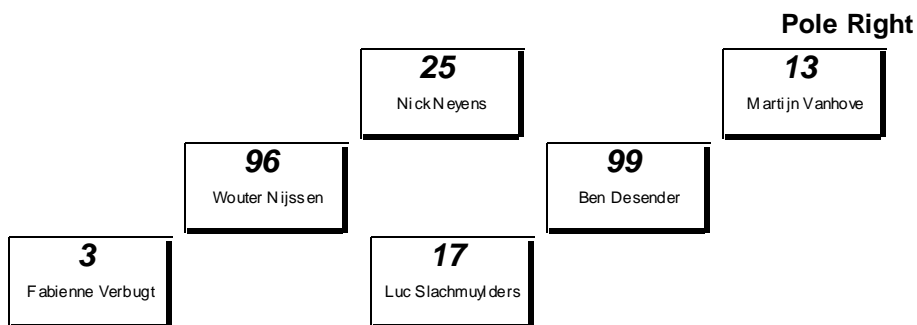 Pole Right
25
Nick Neyens
13
Martijn Vanhove
96
Wouter Nijssen
99
Ben Desender
3
Fabienne Verbugt
17
Luc Slachmuylders